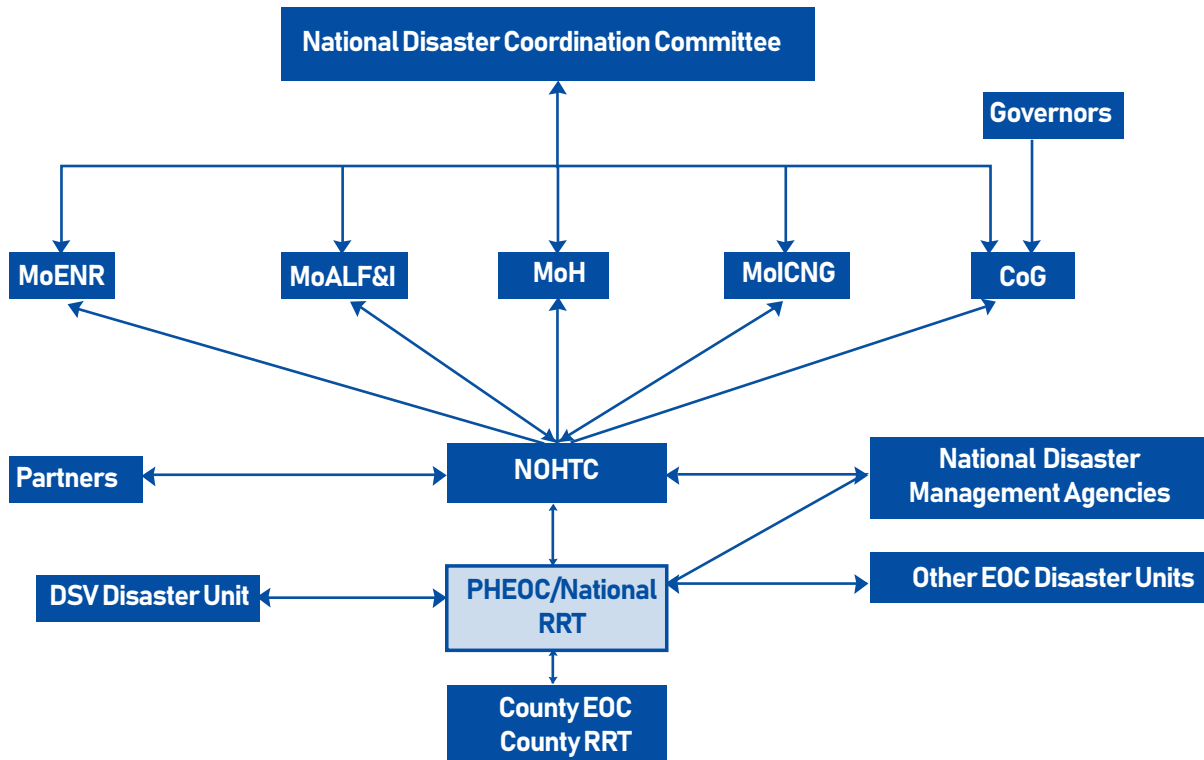 National Disaster Coordination Committee
Governors
MoENR
MoALF&I
MoH
MoICNG
CoG
Partners
NOHTC
National Disaster
Management Agencies
DSV Disaster Unit
PHEOC/National
RRT
Other EOC Disaster Units
County EOC
County RRT